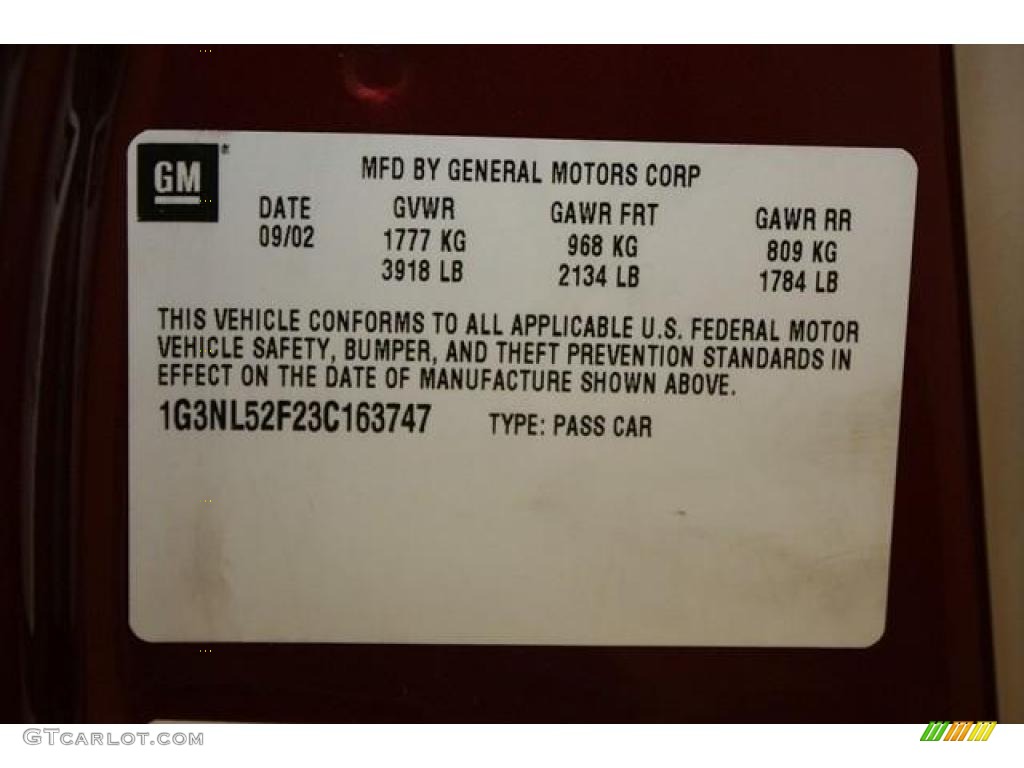 GM ®
MFD BY GENERAL MOTORS CORP
DATE GVWR GAWR FRT GAWR RR
09/02 1777 KG 968 KG 809 KG
3918 LB 2134 LB 1784 LB
THIS VEHICLE CONFORMS TO ALL APPLICABLE U.S. FEDERAL MOTOR
VEHICLE SAFETY, BUMPER, AND THEFT PREVENTION STANDARDS IN
EFFECT ON THE DATE OF MANUFACTURE SHOWN ABOVE.
1G3NL52F23C163747 TYPE: PASS CAR
GTCARLOT.COM